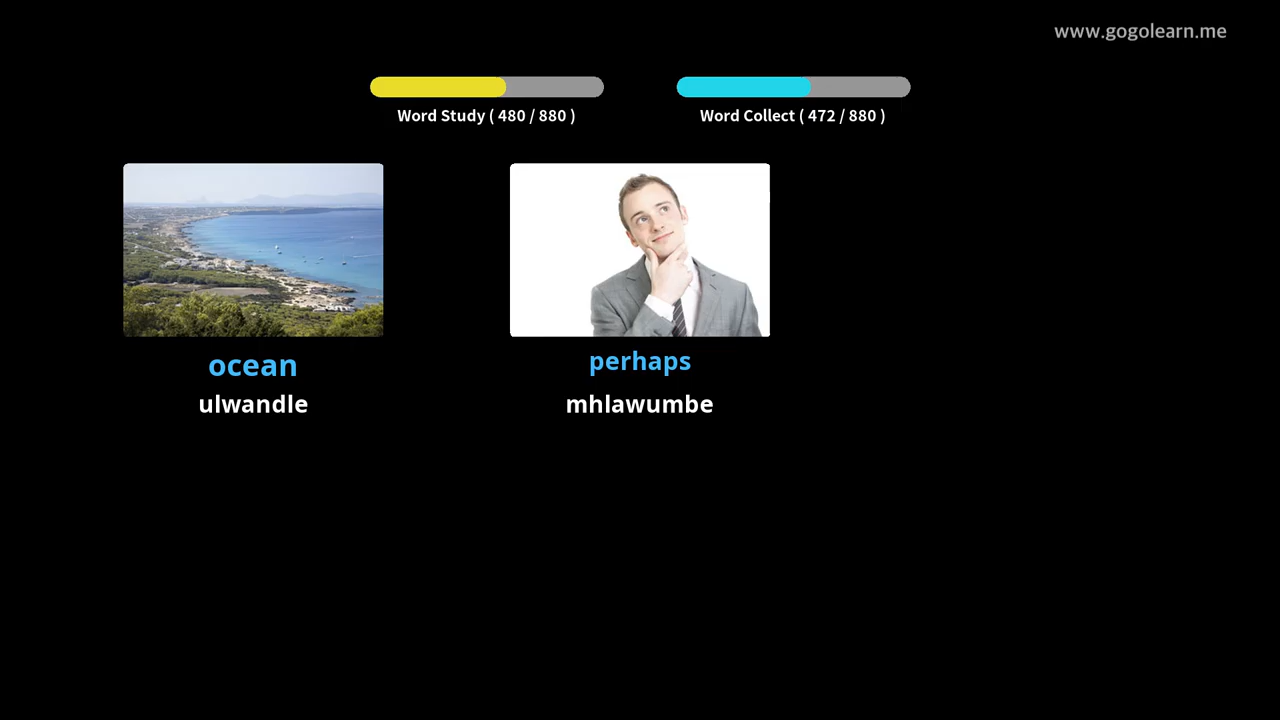 www.gogolearn.me
Word Study ( 480 / 880 )
Word Collect ( 472 / 880 )
ocean
ulwandle
perhaps
mhlawumbe